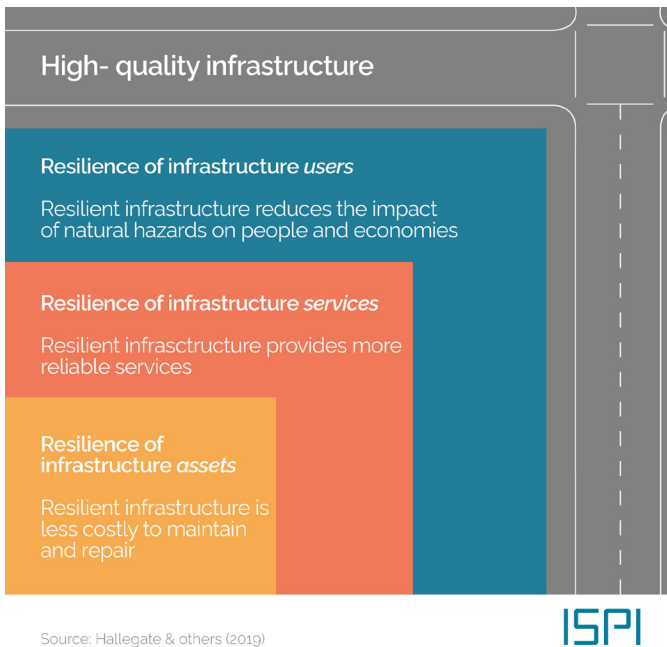 High- quality infrastructure
Resilience of infrastructure users
Resilient infrastructure reduces the impact
of natural hazards on people and economies
Resilience of infrastructure services
Resilient infrasctructure provides more
reliable services
Resilience of
infrastructure assets
Resilient infrastructure is
less costly to maintain
and repair
Source: Hallegate & others (2019)
ISPI